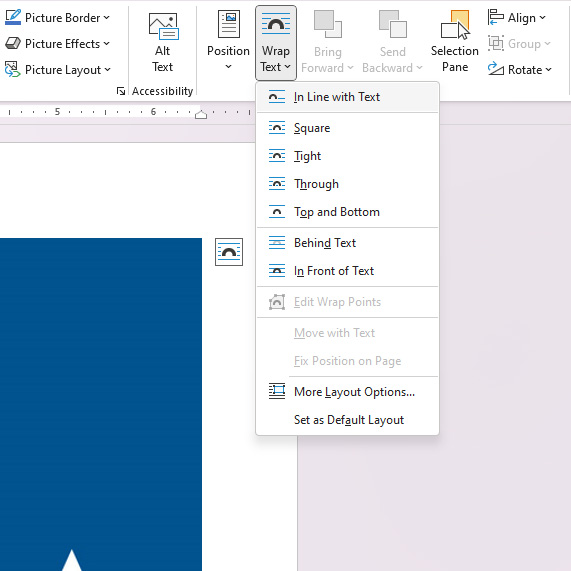 Picture Border
Picture Effects
Picture Layout
Alt
Text
Accessibility
Position
Wrap
Text
Bring
Forward
Send
Backward
Selection
Pane
Align
Group
Rotate
5
6
In Line with Text
Square
Tight
Through
Top and Bottom
Behind Text
In Front of Text
Edit Wrap Points
Move with Text
Fix Position on Page
More Layout Options...
Set as Default Layout